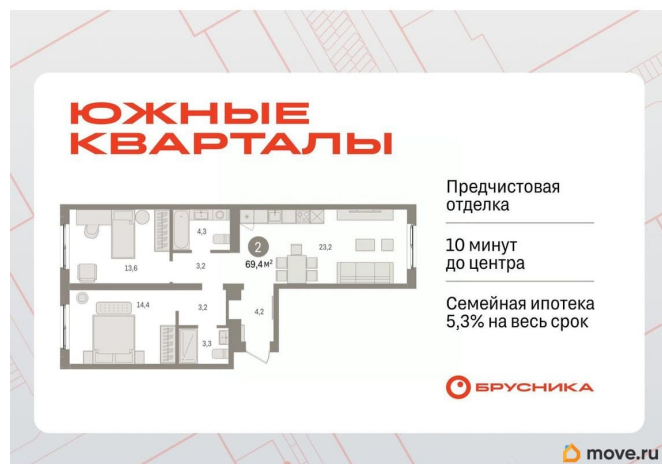 ЮЖНЫЕ
КВАРТАЛЫ
Предчистовая
отделка
10 минут
до центра
Семейная ипотека
5,3% на весь срок
4,3
2
23,2
69,4 м²
13,6
3,2
14,4
3,2
4,2
3,3
БРУСНИКА
move.ru